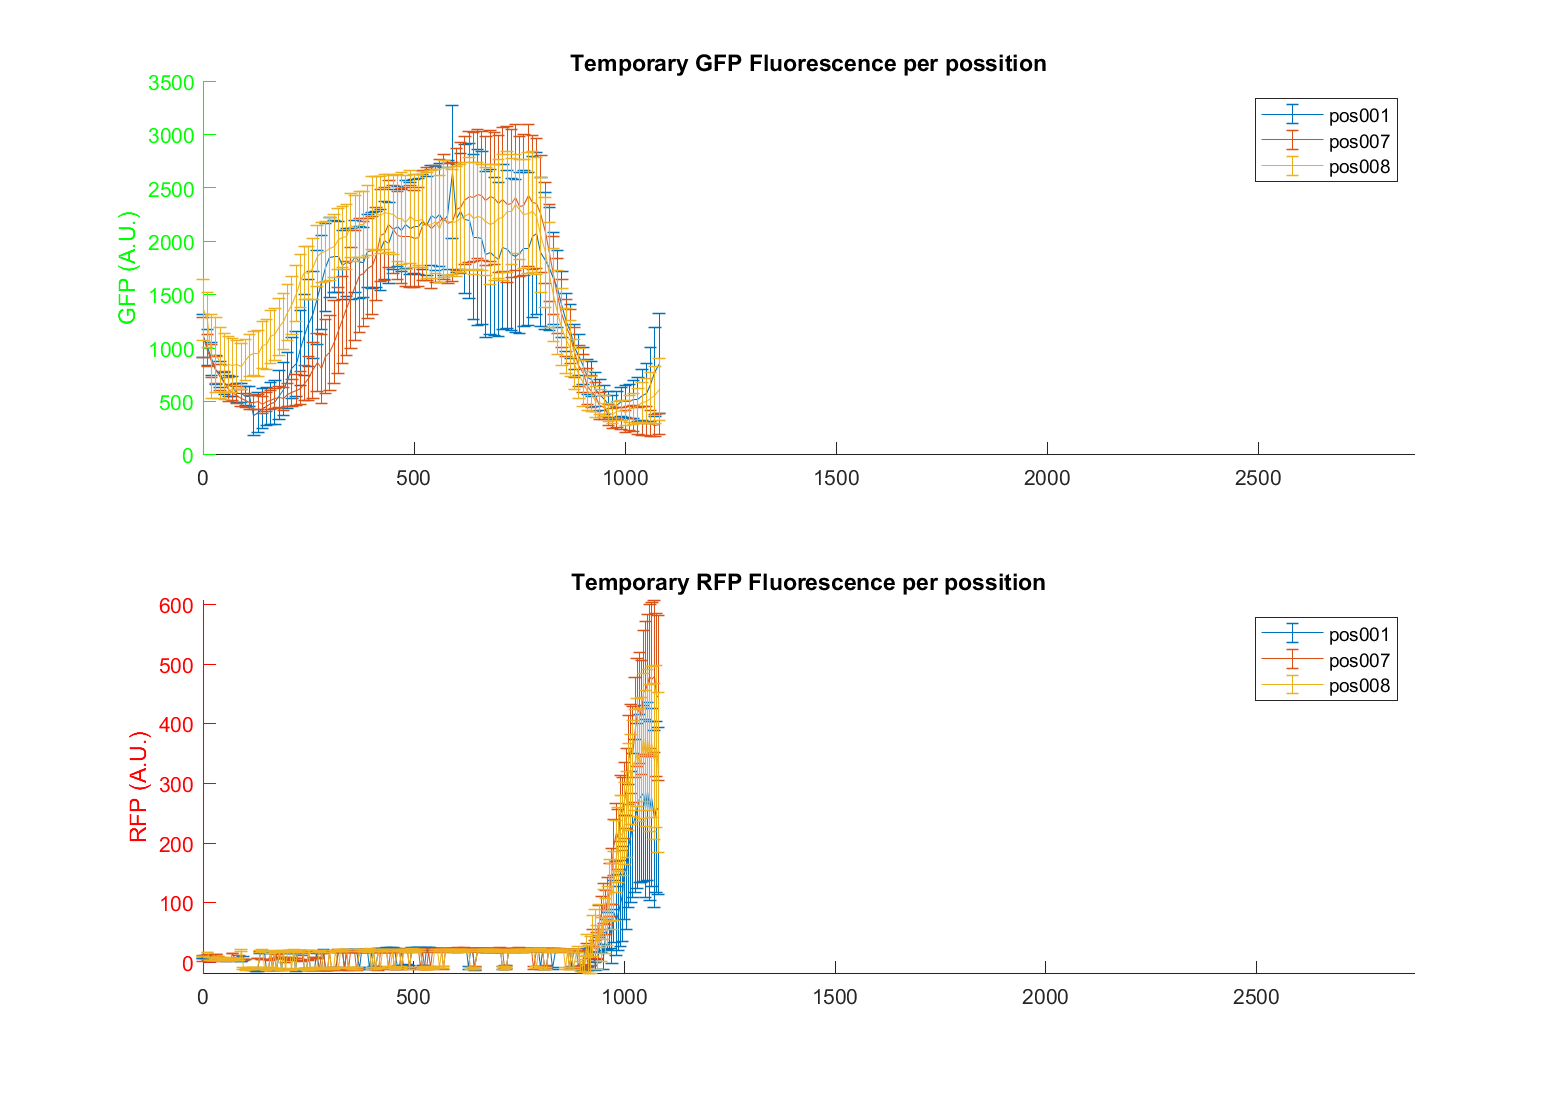 Temporary GFP Fluorescence per possition
3500
3000
2500
2000
1500
1000
500
0
GFP (A.U.)
0 500 1000 1500 2000 2500
pos001
pos007
pos008
Temporary RFP Fluorescence per possition
600
500
400
300
200
100
0
RFP (A.U.)
0 500 1000 1500 2000 2500
pos001
pos007
pos008